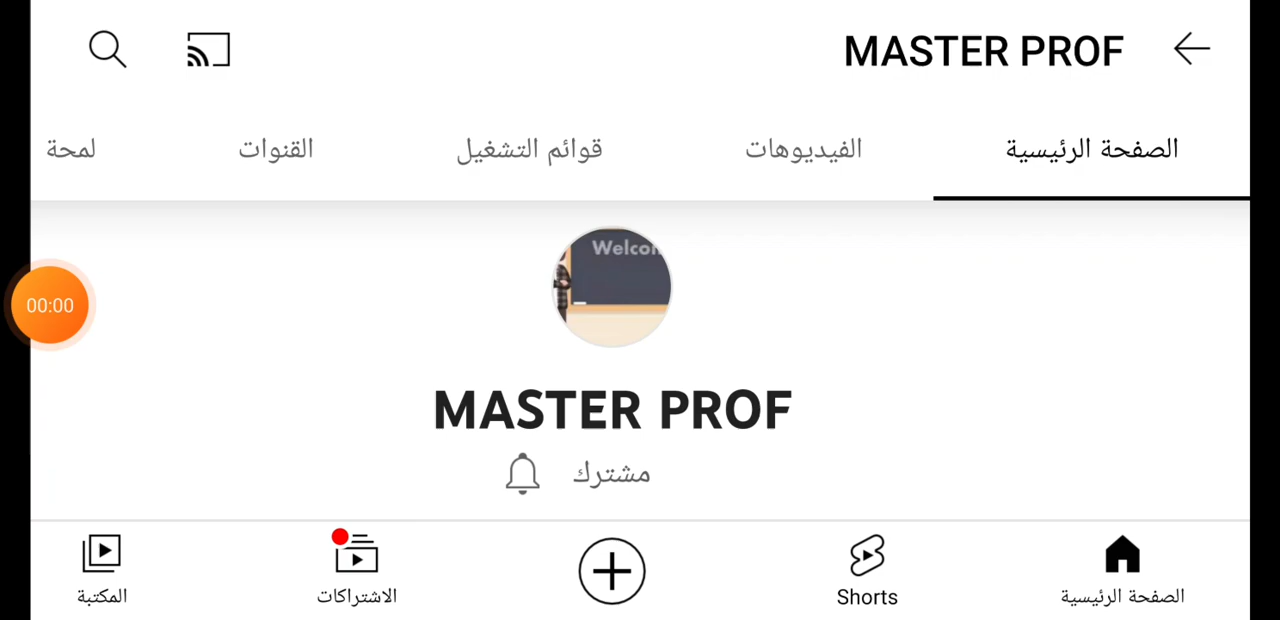 MASTER PROF
الصفحة الرئيسية
الفيديوهات
قوائم التشغيل
القنوات
لمحة
Welcom
00:00
MASTER PROF
مشترك
الصفحة الرئيسية
Shorts
الاشتراكات
المكتبة